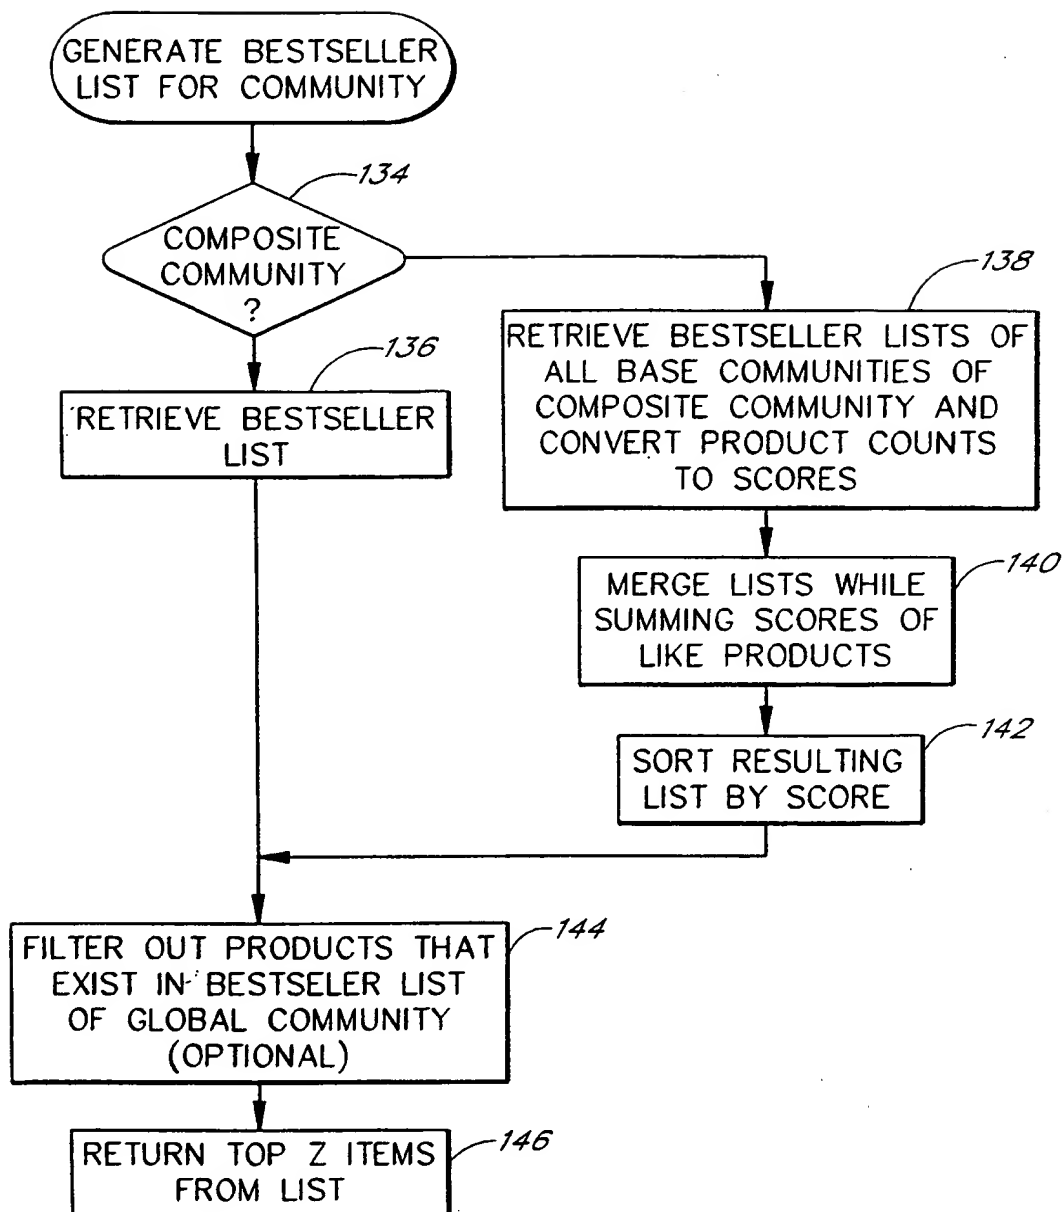 GENERATE BESTSELLER
LIST FOR COMMUNITY
134
COMPOSITE
COMMUNITY
?
136
RETRIEVE BESTSELLER
LIST
138
RETRIEVE BESTSELLER LISTS OF
ALL BASE COMMUNITIES OF
COMPOSITE COMMUNITY AND
CONVERT PRODUCT COUNTS
TO SCORES
140
MERGE LISTS WHILE
SUMMING SCORES OF
LIKE PRODUCTS
142
SORT RESULTING
LIST BY SCORE
144
FILTER OUT PRODUCTS THAT
EXIST IN BESTSELER LIST
OF GLOBAL COMMUNITY
(OPTIONAL)
146
RETURN TOP Z ITEMS
FROM LIST